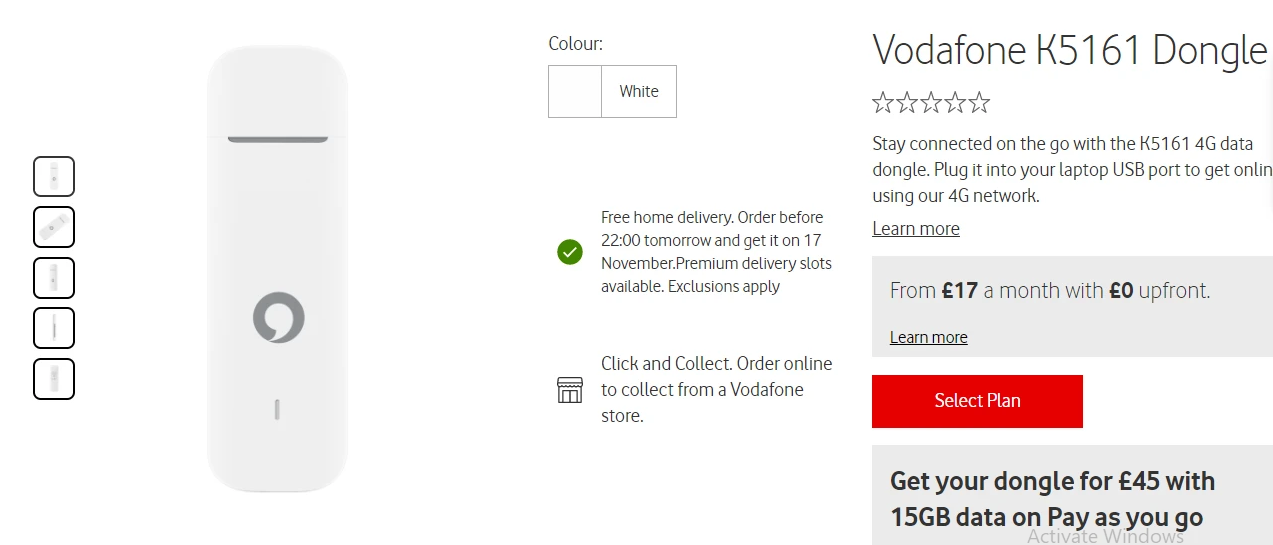 Colour:
White
Free home delivery. Order before
22:00 tomorrow and get it on 17
November.Premium delivery slots
available. Exclusions apply
Click and Collect. Order online
to collect from a Vodafone
store.
Vodafone K5161 Dongle
Stay connected on the go with the K5161 4G data
dongle. Plug it into your laptop USB port to get onlin
using our 4G network.
Learn more
From £17 a month with £0 upfront.
Learn more
Select Plan
Get your dongle for £45 with
15GB data on Pay as you go
Activate Windows